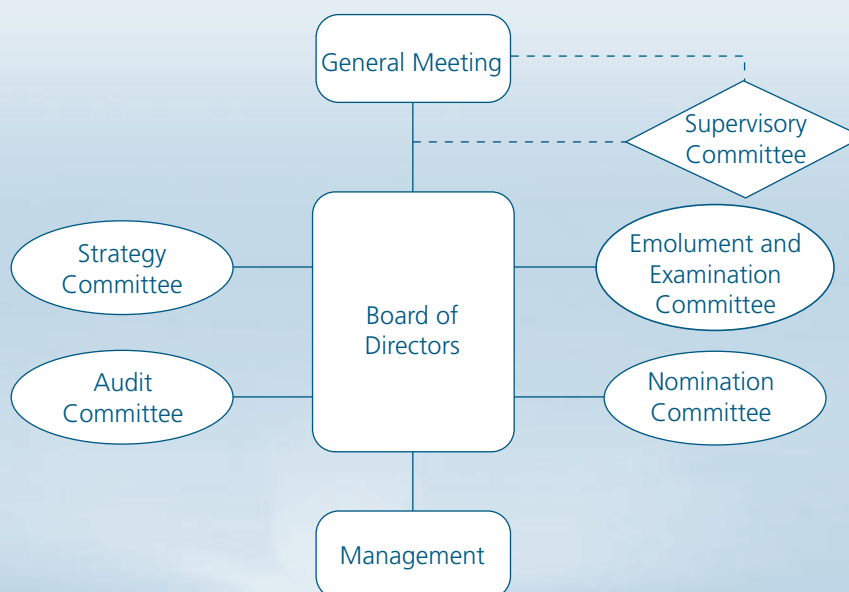 General Meeting
Supervisory
Committee
Strategy
Committee
Emolument and
Examination
Committee
Board of
Directors
Audit
Committee
Nomination
Committee
Management